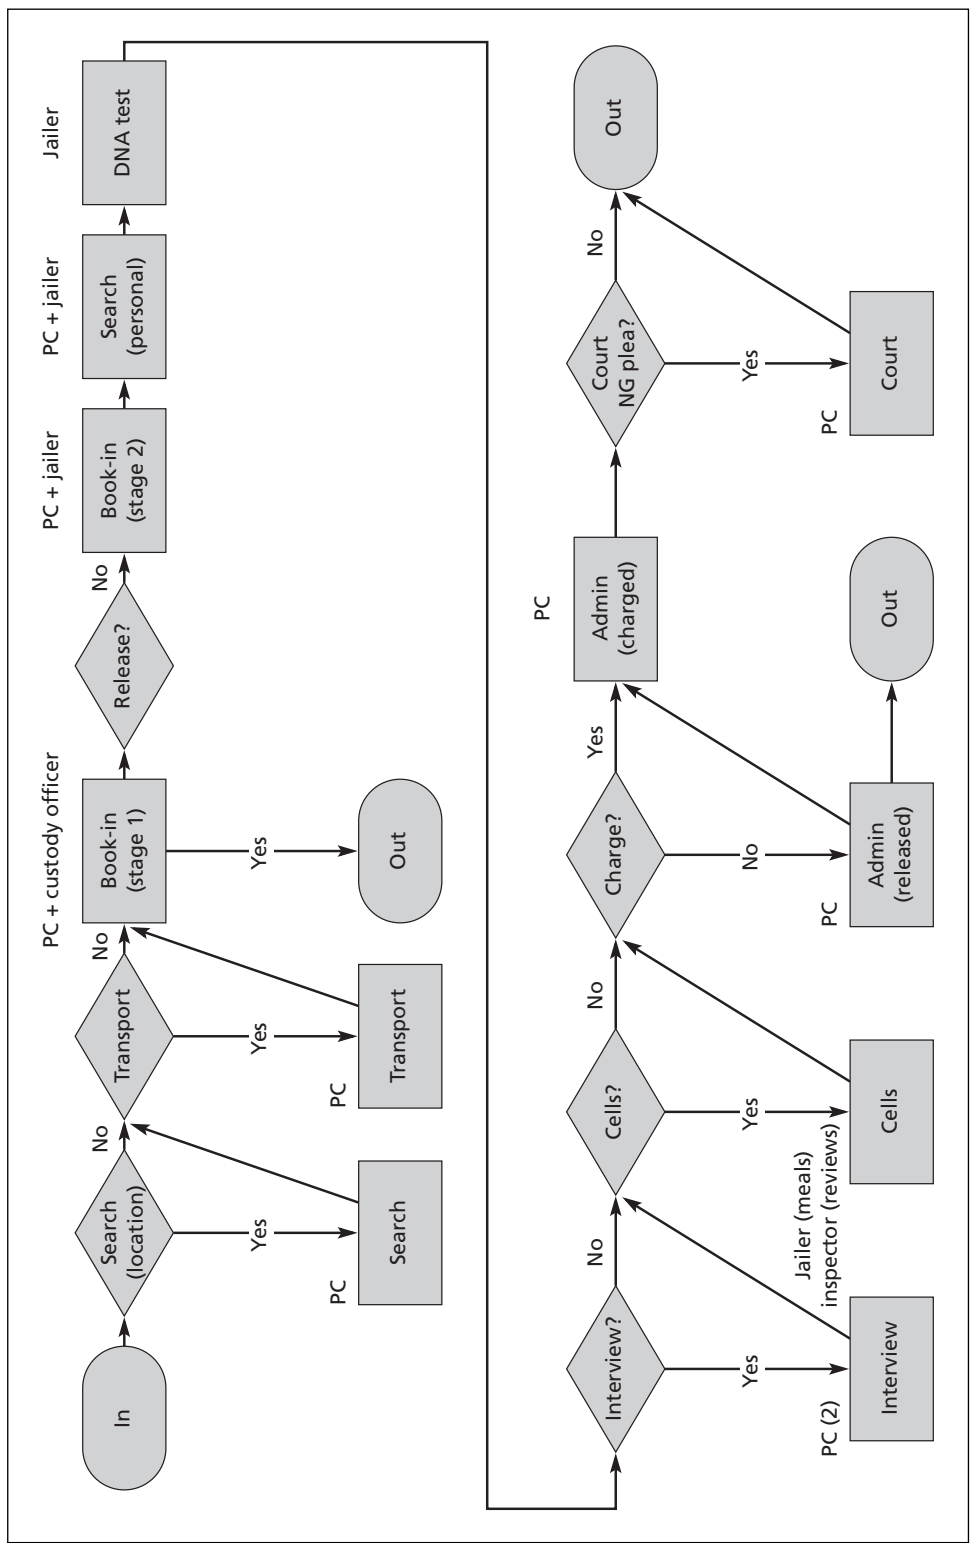 In
Search
(location)
No
Yes
PC
Search
Transport
No
Yes
PC
Transport
PC + custody officer
Book-in
(stage 1)
Yes
Out
Release?
No
PC + jailer
Book-in
(stage 2)
PC + jailer
Search
(personal)
Jailer
DNA test
Interview?
No
Yes
PC (2)
Interview
Cells?
No
Yes
Jailer (meals)
inspector (reviews)
Cells
Charge?
Yes
No
PC
Admin
(released)
Out
PC
Admin
(charged)
Court
NG plea?
No
Yes
PC
Court
Out